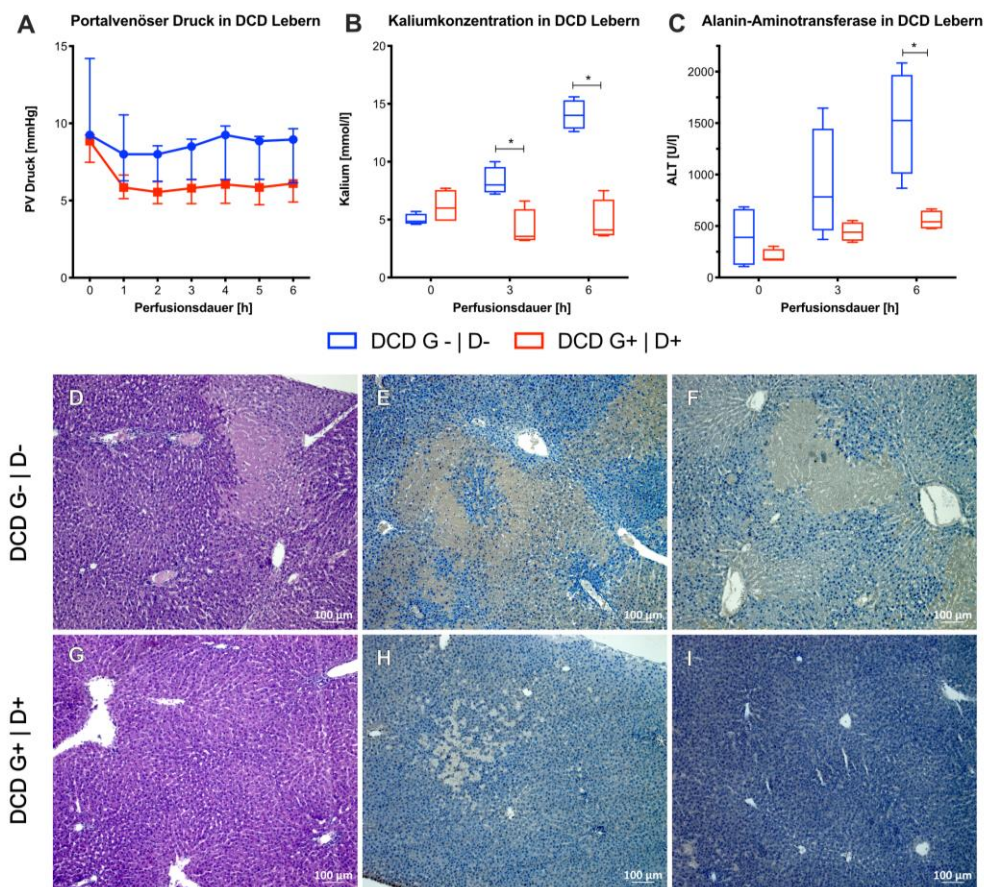 A Portalvenöser Druck in DCD Lebern
PV Druck [mmHg]
15
10
5
0
0 1 2 3 4 5 6
Perfusionsdauer [h]
B Kaliumkonzentration in DCD Lebern
Kalium [mmol/l]
20
15
10
5
0
*
*
0 3 6
Perfusionsdauer [h]
C Alanin-Aminotransferase in DCD Lebern
ALT [U/l]
2000
1750
1500
1250
1000
500
250
0
*
0 3 6
Perfusionsdauer [h]
DCD G - | D- DCD G+ | D+
DCD G- | D-
D
100 µm
E
100 µm
F
100 µm
DCD G+ | D+
G
100 µm
H
100 µm
I
100 µm